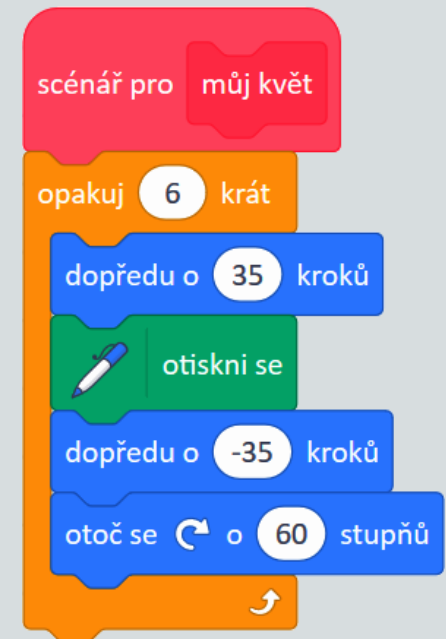 scénář pro můj květ
opakuj 6 krát
dopředu o 35 kroků
otiskni se
dopředu o -35 kroků
otoč se o 60 stupňů